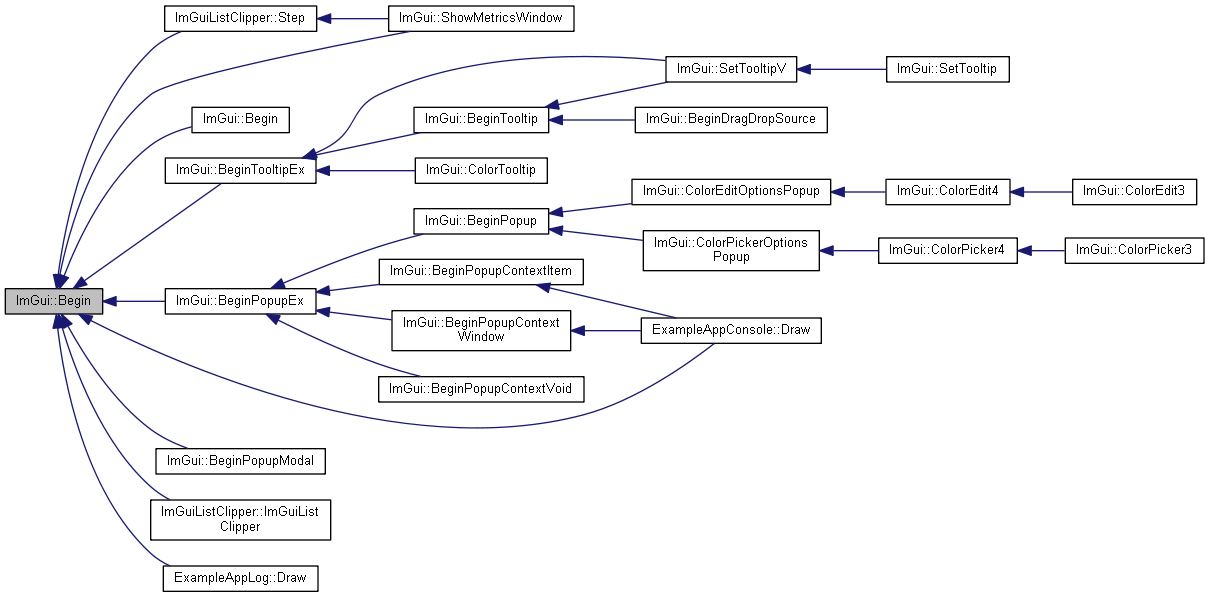 ImGuiListClipper::Step
ImGui::ShowMetricsWindow
ImGui::SetTooltipV
ImGui::SetTooltip
ImGui::Begin
ImGui::BeginTooltip
ImGui::BeginDragDropSource
ImGui::BeginTooltipEx
ImGui::ColorTooltip
ImGui::ColorEditOptionsPopup
ImGui::ColorEdit4
ImGui::ColorEdit3
ImGui::BeginPopup
ImGui::ColorPickerOptions
Popup
ImGui::ColorPicker4
ImGui::ColorPicker3
ImGui::BeginPopupContextItem
ImGui::Begin
ImGui::BeginPopupEx
ImGui::BeginPopupContext
Window
ExampleAppConsole::Draw
ImGui::BeginPopupContextVoid
ImGui::BeginPopupModal
ImGuiListClipper::ImGuiList
Clipper
ExampleAppLog::Draw